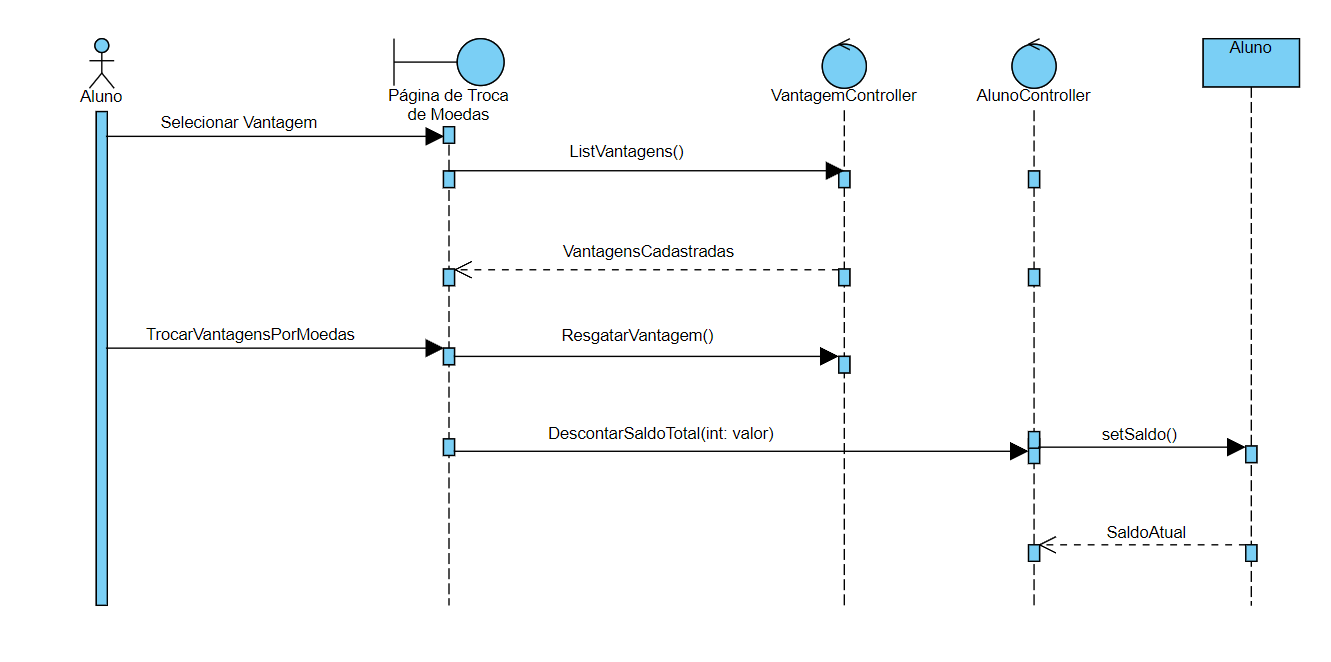 Aluno
Página de Troca
de Moedas
VantagemController
AlunoController
Aluno
Selecionar Vantagem
ListVantagens()
VantagensCadastradas
TrocarVantagensPorMoedas
ResgatarVantagem()
DescontarSaldoTotal(int: valor)
setSaldo()
SaldoAtual